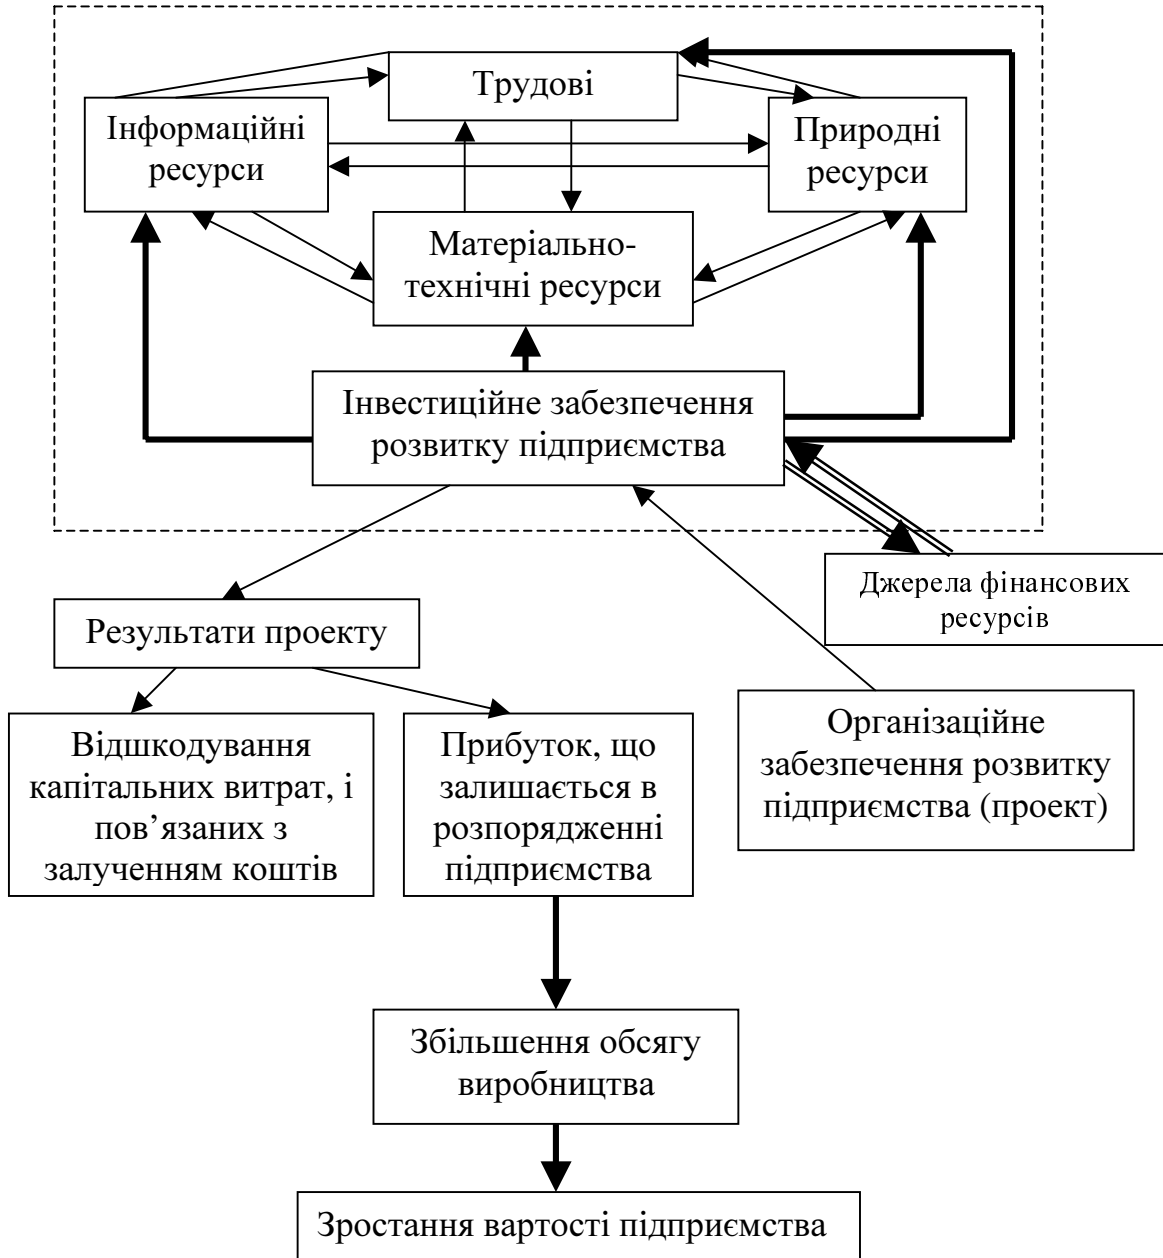 Трудові
Інформаційні
ресурси
Природні
ресурси
Матеріально-
технічні ресурси
Інвестиційне забезпечення
розвитку підприємства
Джерела фінансових
ресурсів
Результати проекту
Відшкодування
капітальних витрат, і
пов’язаних з
залученням коштів
Прибуток, що
залишається в
розпорядженні
підприємства
Організаційне
забезпечення розвитку
підприємства (проект)
Збільшення обсягу
виробництва
Зростання вартості підприємства